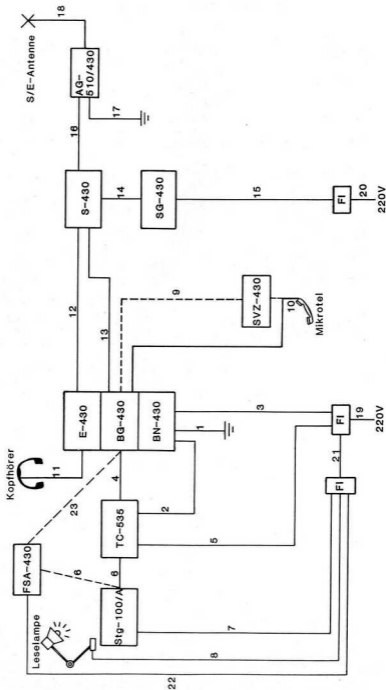 18
S/E-Antenne
AG-
510/430
17
16
S-430
14
SG-430
15
FI
20
220V
12
13
9
SVZ-430
10
Mikrotel
Kopfhörer
11
E-430
BG-430
BN-430
1
3
FI
19
220V
23
4
2
21
FI
FSA-430
6
TC-535
5
6
Stg-100/A
7
Leselampe
8
22